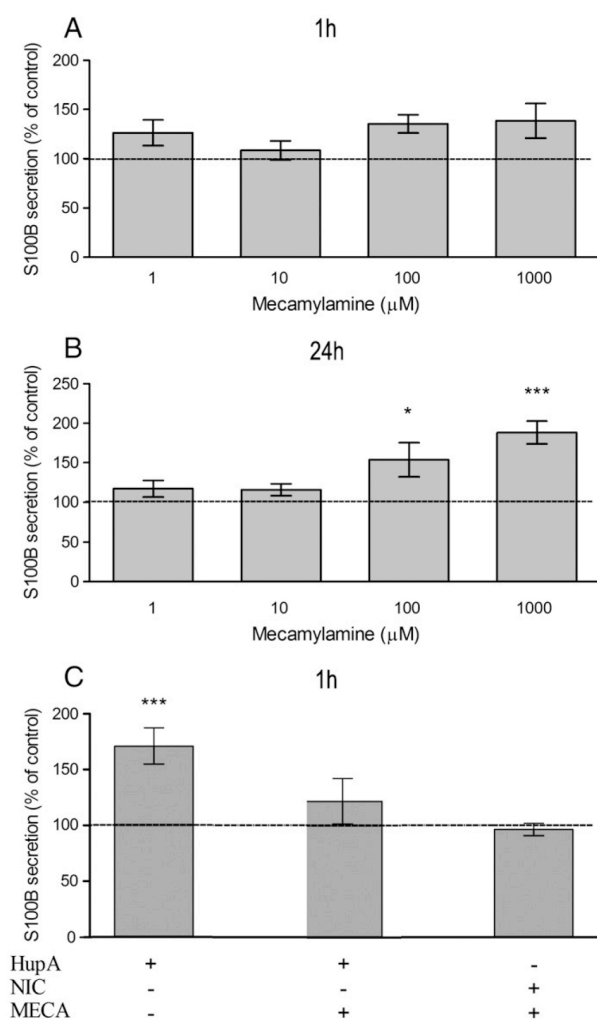 A
1h
S100B secretion (% of control)
200
150
100
50
0
1 10 100 1000
Mecamylamine (μM)
B
24h
S100B secretion (% of control)
250
200
150
100
50
0
*
***
1 10 100 1000
Mecamylamine (μM)
C
1h
S100B secretion (% of control)
200
150
100
50
0
***
HupA + + -
NIC - - +
MECA - + +